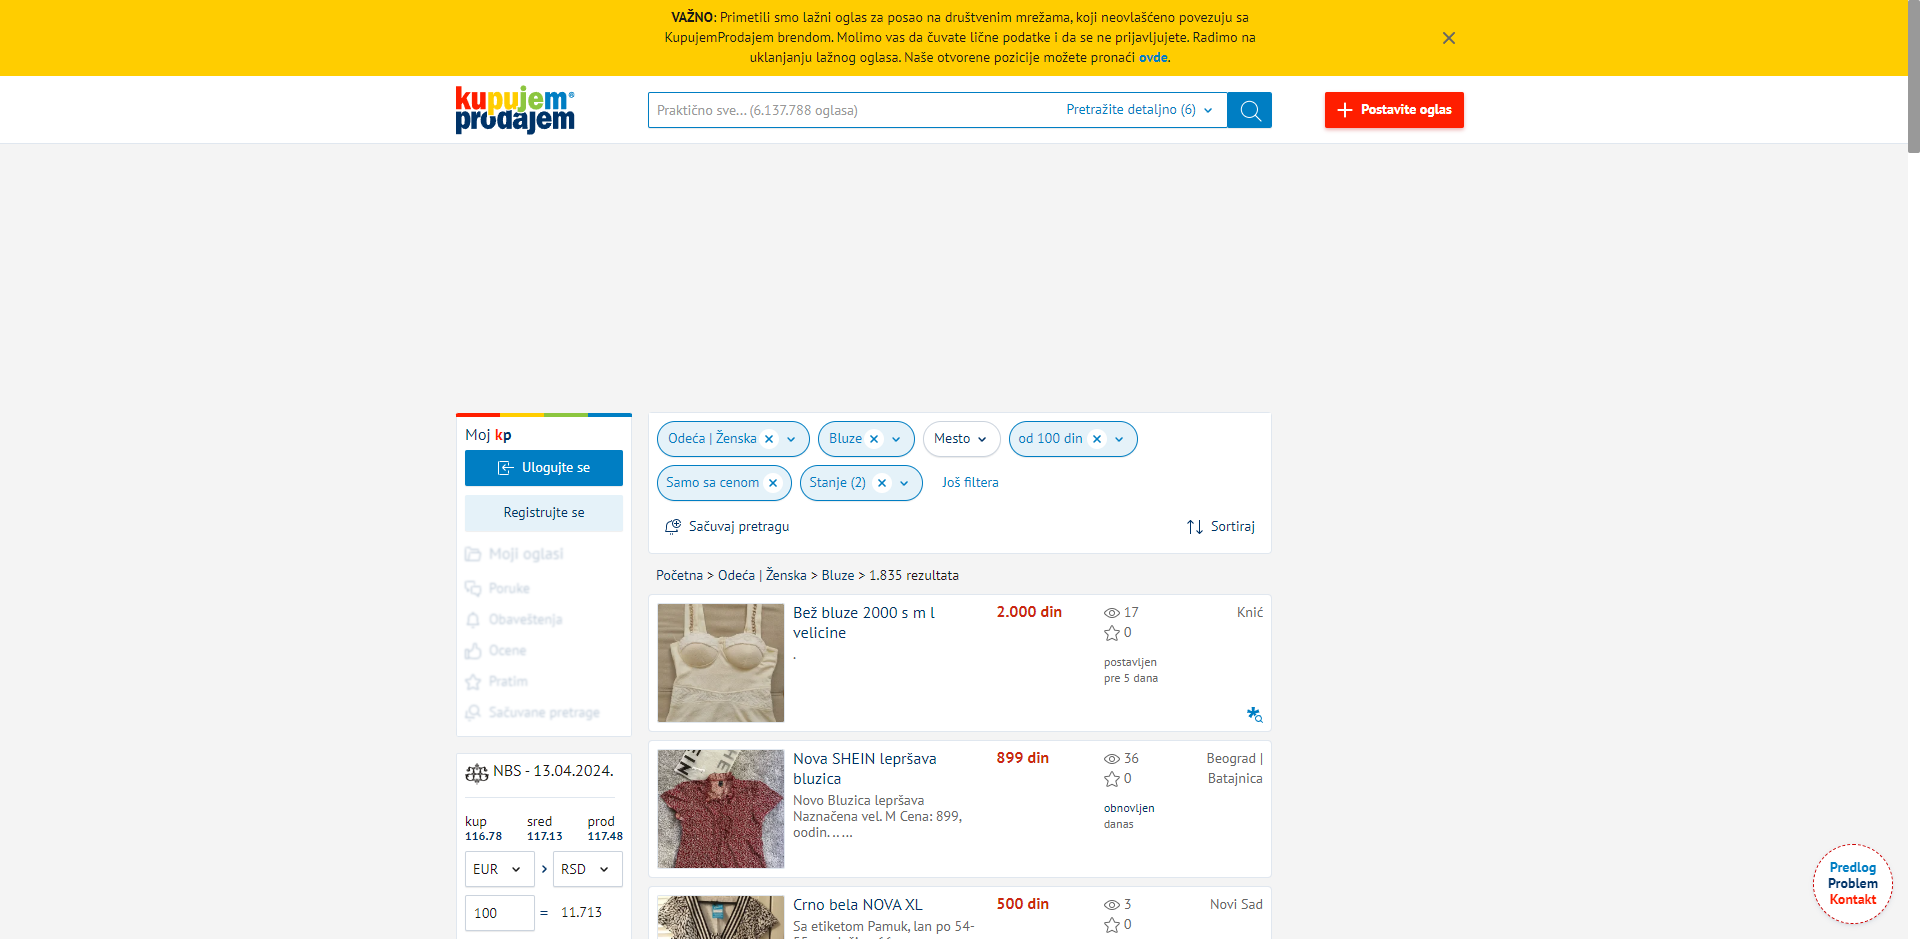 VAŽNO: Primetili smo lažni oglas za posao na društvenim mrežama, koji neovlašćeno povezuju sa
KupujemProdajem brendom. Molimo vas da čuvate lične podatke i da se ne prijavljujete. Radimo na
uklanjanju lažnog oglasa. Naše otvorene pozicije možete pronaći ovde.
kupujem
prodajem
Praktično sve... (6.137.788 oglasa)
Pretražite detaljno (6)
Postavite oglas
Moj kp
Ulogujte se
Registrujte se
Moji oglasi
Poruke
Obaveštenja
Ocene
Pratim
Sačuvane pretrage
NBS - 13.04.2024.
kup sred prod
116.78 117.13 117.48
EUR RSD
100 = 11.713
Odeća | Ženska Bluze Mesto od 100 din
Samo sa cenom Stanje (2) Još filtera
Sačuvaj pretragu Sortiraj
Početna > Odeća | Ženska > Bluze > 1.835 rezultata
Bež bluze 2000 s m l
velicine
.
2.000 din
17
0
postavljen
pre 5 dana
Knić
Nova SHEIN lepršava
bluzica
Novo Bluzica lepršava
Naznačena vel. M Cena: 899,
oodin. .. ...
899 din
36
0
obnovljen
danas
Beograd |
Batajnica
Crno bela NOVA XL
Sa etiketom Pamuk, lan po 54-
500 din
3
0
Novi Sad
Predlog
Problem
Kontakt